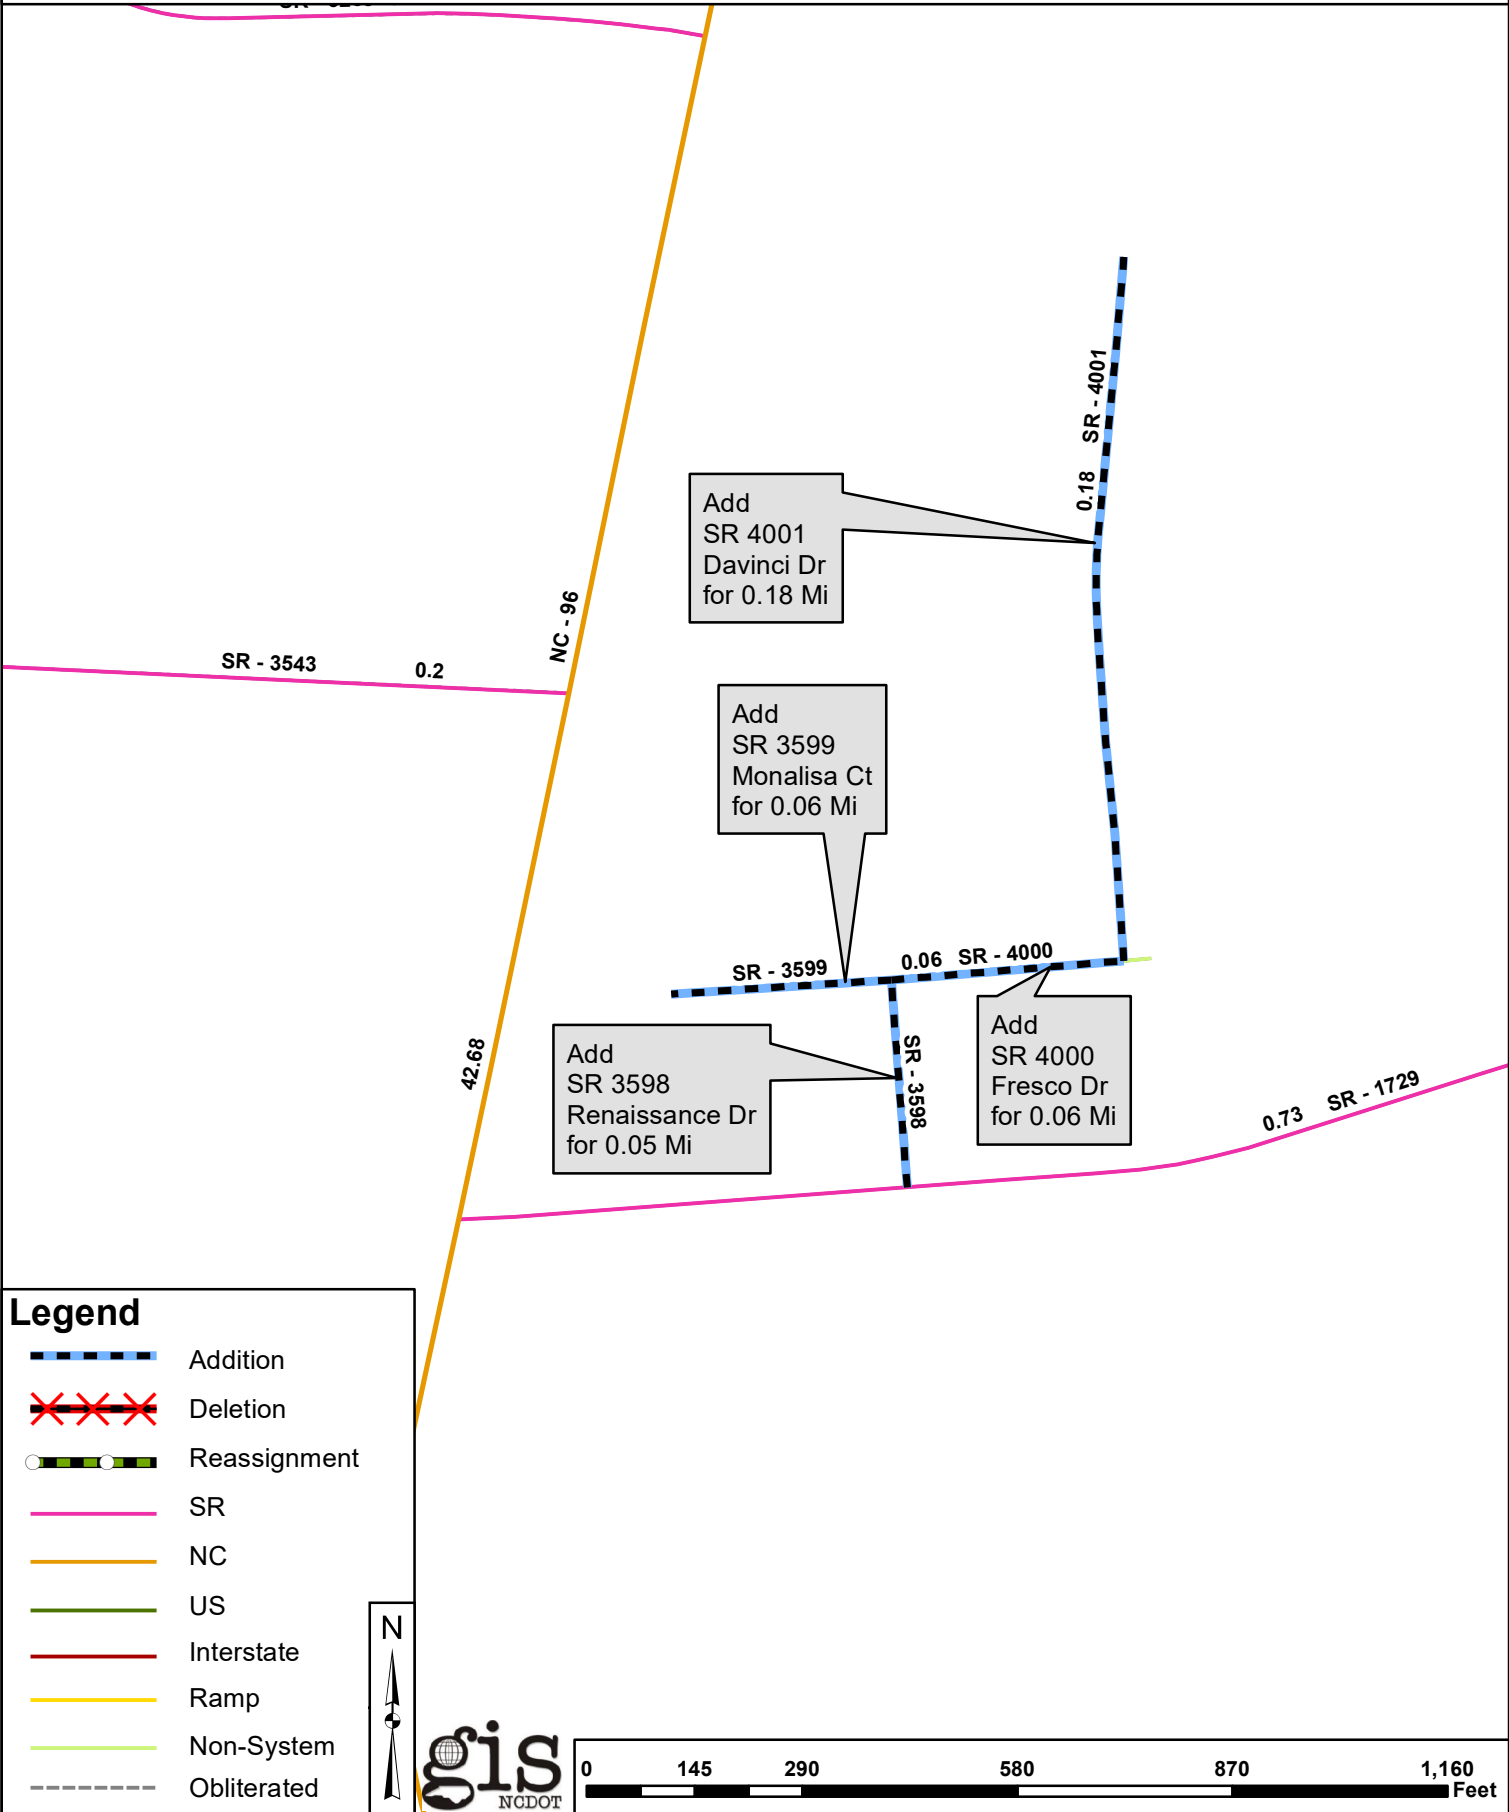 SR - 4001
0.18
Add
SR 4001
Davinci Dr
for 0.18 Mi
NC - 96
SR - 3543 0.2
Add
SR 3599
Monalisa Ct
for 0.06 Mi
SR - 3599 0.06 SR - 4000
Add
SR 3598
Renaissance Dr
for 0.05 Mi
SR - 3598
Add
SR 4000
Fresco Dr
for 0.06 Mi
42.68
0.73 SR - 1729
Legend
Addition
Deletion
Reassignment
SR
NC
US
Interstate
Ramp
Non-System
Obliterated
N
gis
NCDOT
0 145 290 580 870 1,160
Feet